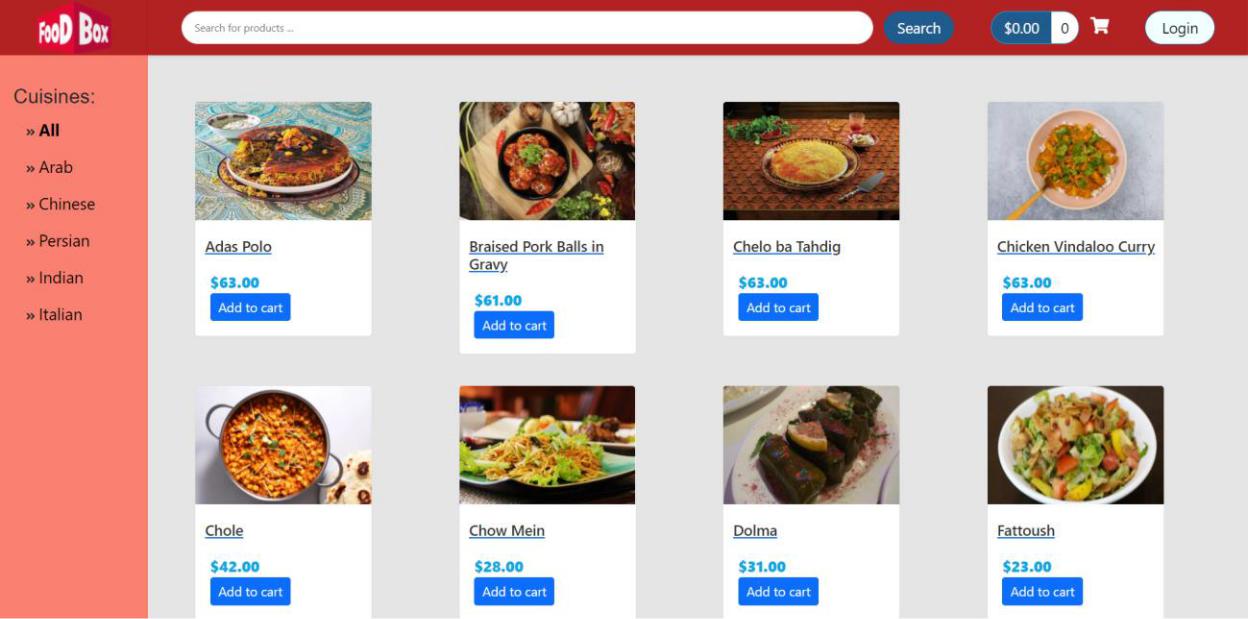 FooD Box
Search for products ...
Search
$0.00 0
Login
Cuisines:
» All
» Arab
» Chinese
» Persian
» Indian
» Italian
Adas Polo
$63.00
Add to cart
Braised Pork Balls in
Gravy
$61.00
Add to cart
Chelo ba Tahdig
$63.00
Add to cart
Chicken Vindaloo Curry
$63.00
Add to cart
Chole
$42.00
Add to cart
Chow Mein
$28.00
Add to cart
Dolma
$31.00
Add to cart
Fattoush
$23.00
Add to cart